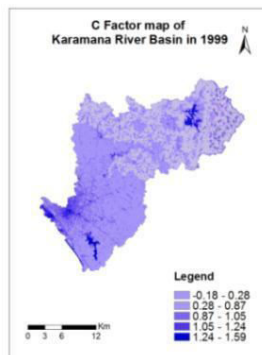 C Factor map of
Karamana River Basin in 1999
N
Legend
-0.18 - 0.28
0.28 - 0.87
0.87 - 1.05
1.05 - 1.24
1.24 - 1.59
Km
0 3 6 12